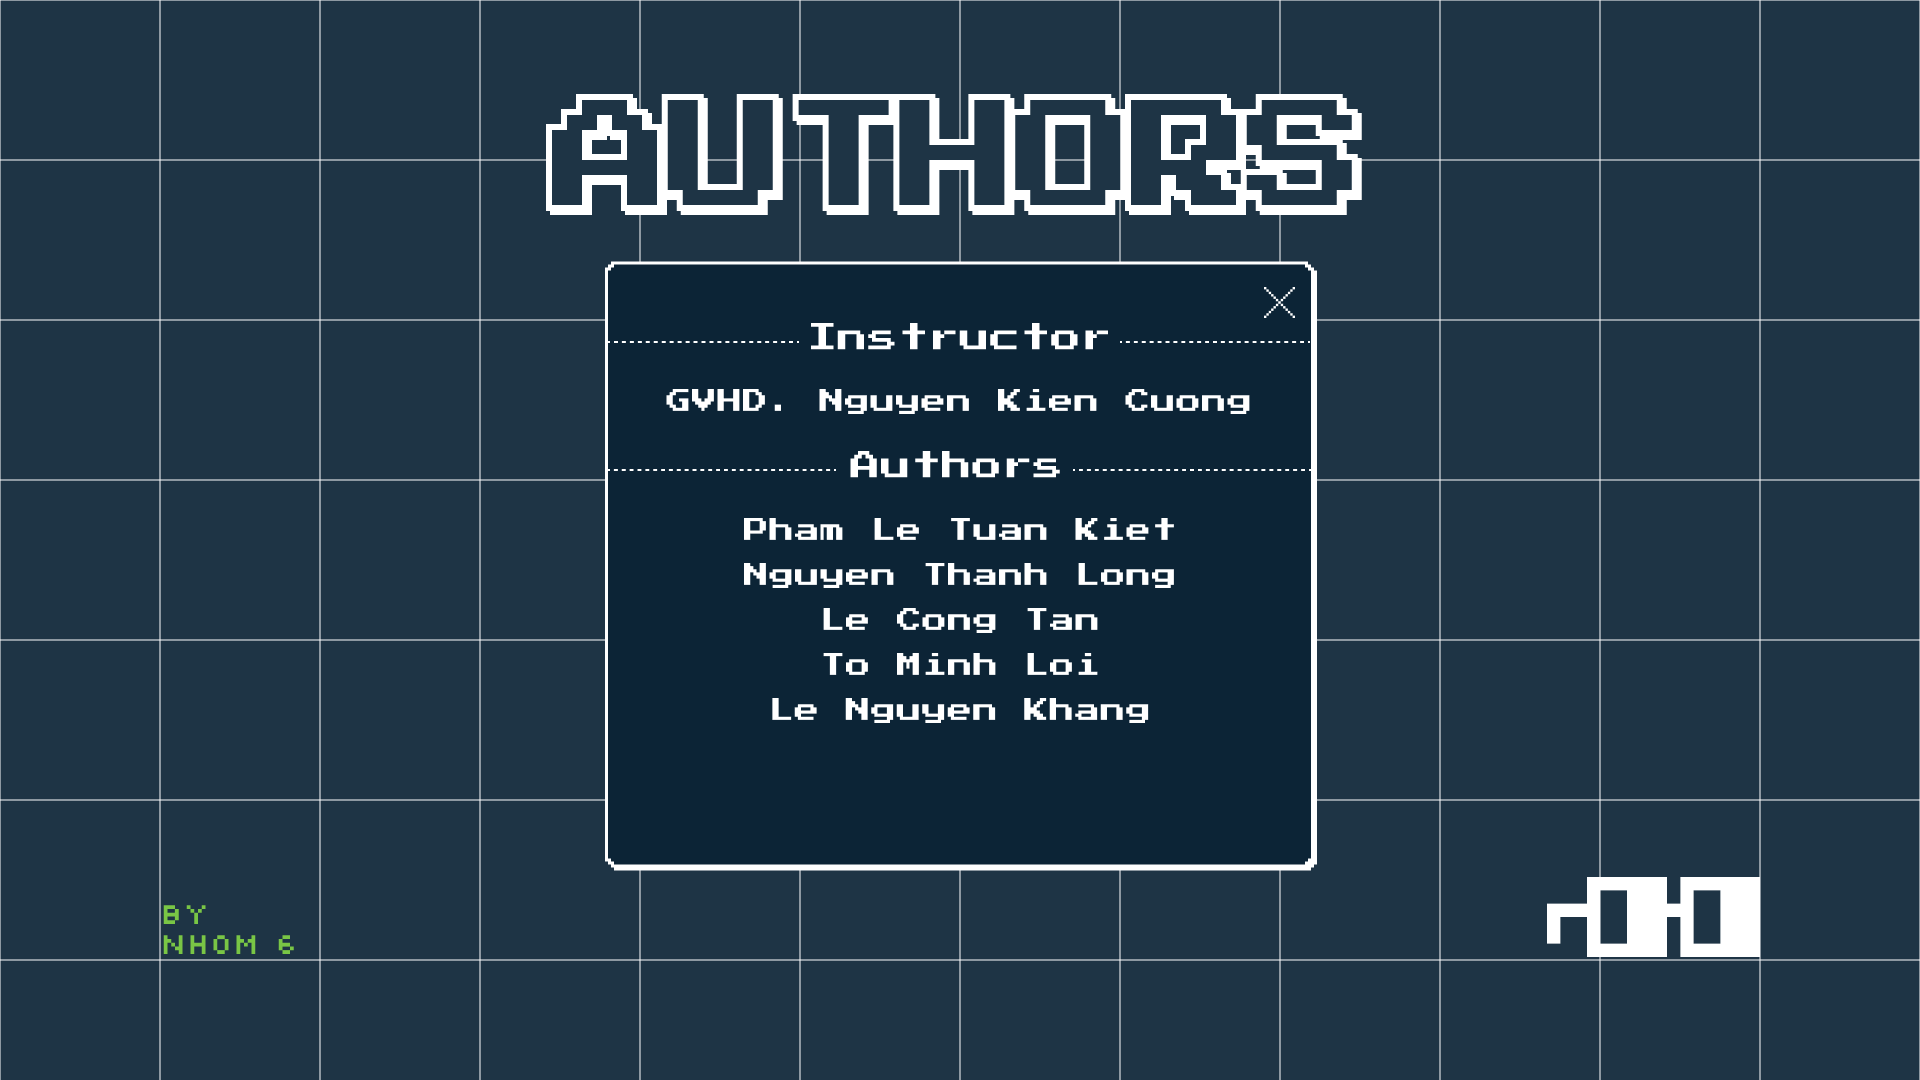 AUTHORS
Instructor
GVHD. Nguyen Kien Cuong
Authors
Pham Le Tuan Kiet
Nguyen Thanh Long
Le Cong Tan
To Minh Loi
Le Nguyen Khang
BY
NHOM 6